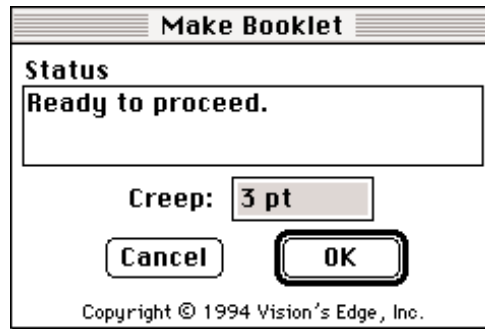 Make Booklet
Status
Ready to proceed.
Creep: 3 pt
Cancel OK
Copyright © 1994 Vision's Edge, Inc.